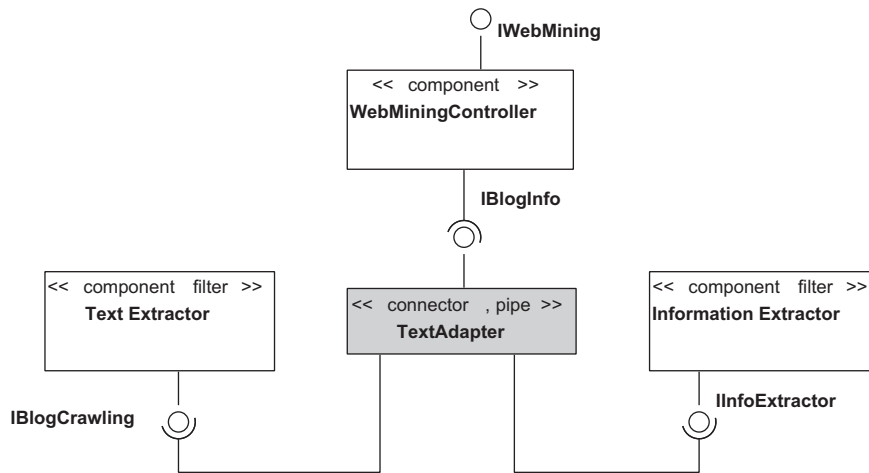 IWebMining
<< component >>
WebMiningController
IBlogInfo
<< component filter >>
Text Extractor
<< connector , pipe >>
TextAdapter
<< component filter >>
Information Extractor
IBlogCrawling
IInfoExtractor